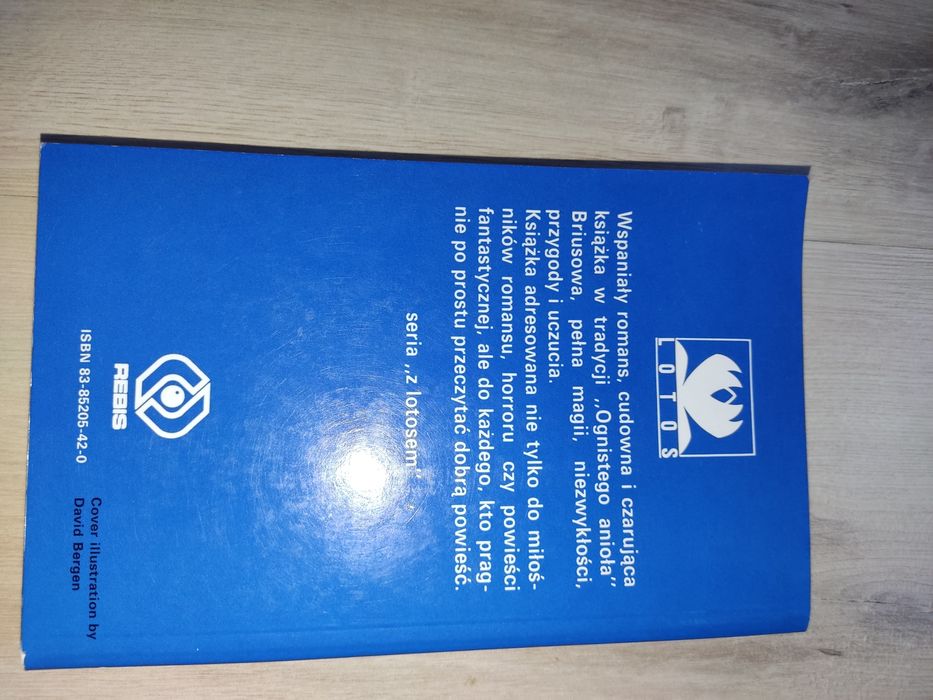 LOTOS
Wspaniały romans, cudowna i czarująca
książka w tradycji ,,Ognistego anioła"
Briusowa, pełna magii, niezwykłości,
przygody i uczucia.
Książka adresowana nie tylko do miłoś-
ników romansu, horroru czy powieści
fantastycznej, ale do każdego, kto prag-
nie po prostu przeczytać dobrą powieść.
seria ,,z lotosem"
REBIS
ISBN 83-85205-42-0
Cover illustration by
David Bergen